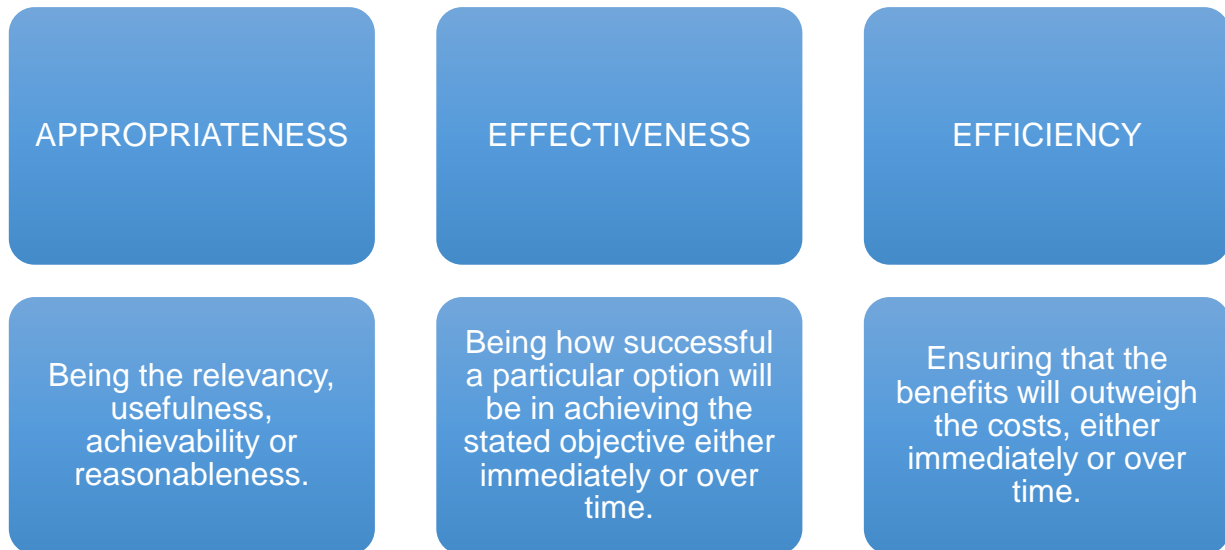 APPROPRIATENESS
EFFECTIVENESS
EFFICIENCY
Being the relevancy,
usefulness,
achievability or
reasonableness.
Being how successful
a particular option will
be in achieving the
stated objective either
immediately or over
time.
Ensuring that the
benefits will outweigh
the costs, either
immediately or over
time.